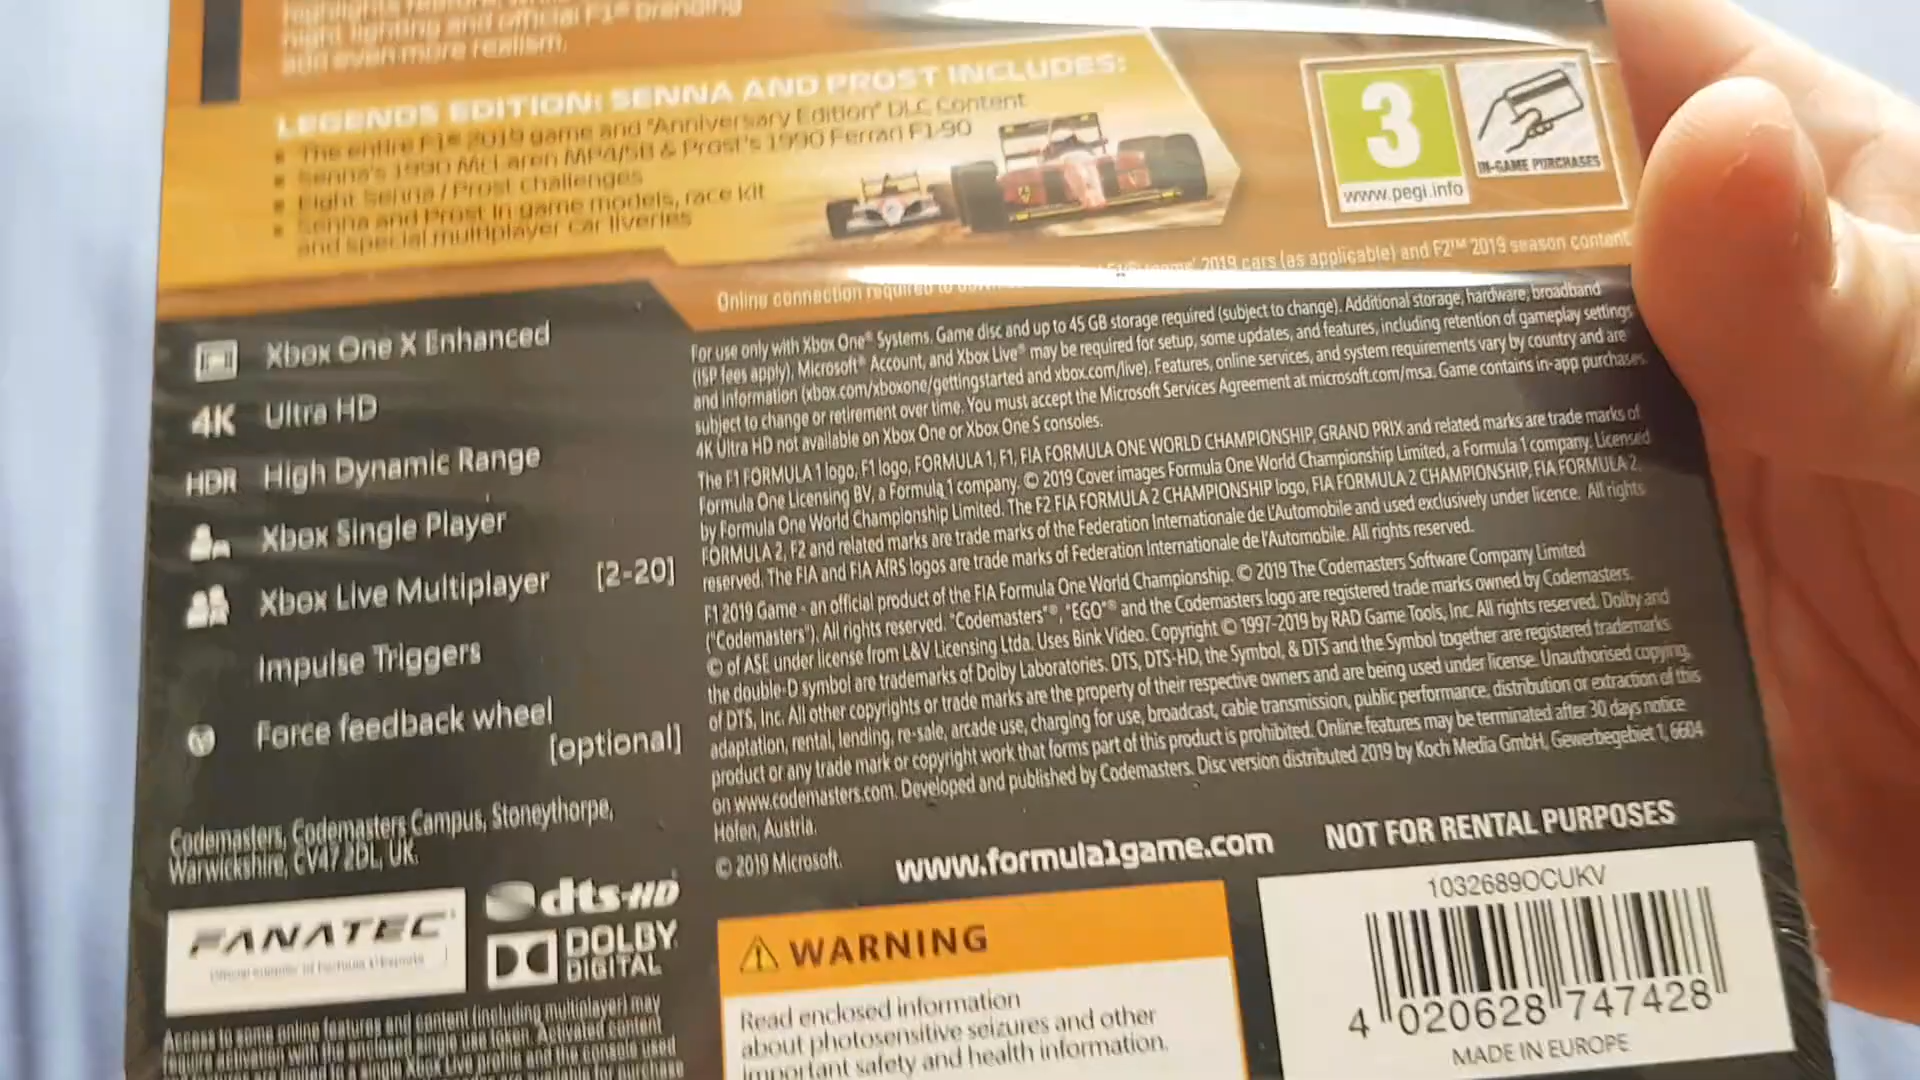 night lighting and official F1® branding
add even more realism.
LEGENDS EDITION: SENNA AND PROST INCLUDES:
The entire F1® 2019 game and "Anniversary Edition" DLC Content
Senna's 1990 McLaren MP4/5B & Prost's 1990 Ferrari F1-90
Eight Senna / Prost challenges
Senna and Prost in game models, race kit
and special multiplayer car liveries
3
www.pegi.info
IN-GAME PURCHASES
Online connection required to
2019 cars (as applicable) and F2™ 2019 season content
Xbox One X Enhanced
4K Ultra HD
HDR High Dynamic Range
Xbox Single Player
Xbox Live Multiplayer [2-20]
Impulse Triggers
Force feedback wheel
[optional]
For use only with Xbox One® Systems. Game disc and up to 45 GB storage required (subject to change). Additional storage, hardware, broadband
(ISP fees apply), Microsoft® Account, and Xbox Live® may be required for setup, some updates, and features, including retention of gameplay settings
and information (xbox.com/xboxone/gettingstarted and xbox.com/live). Features, online services, and system requirements vary by country and are
subject to change or retirement over time. You must accept the Microsoft Services Agreement at microsoft.com/msa. Game contains in-app purchases.
4K Ultra HD not available on Xbox One or Xbox One S consoles.
The F1 FORMULA 1 logo, F1 logo, FORMULA 1, F1, FIA FORMULA ONE WORLD CHAMPIONSHIP, GRAND PRIX and related marks are trade marks of
Formula One Licensing BV, a Formula 1 company. © 2019 Cover images Formula One World Championship Limited, a Formula 1 company. Licensed
by Formula One World Championship Limited. The F2 FIA FORMULA 2 CHAMPIONSHIP logo, FIA FORMULA 2 CHAMPIONSHIP, FIA FORMULA 2,
FORMULA 2, F2 and related marks are trade marks of the Federation Internationale de L'Automobile and used exclusively under licence. All rights
reserved. The FIA and FIA AfRS logos are trade marks of Federation Internationale de l'Automobile. All rights reserved.
F1 2019 Game - an official product of the FIA Formula One World Championship. © 2019 The Codemasters Software Company Limited
("Codemasters"). All rights reserved. "Codemasters"®, "EGO"® and the Codemasters logo are registered trade marks owned by Codemasters.
© of ASE under license from L&V Licensing Ltda. Uses Bink Video. Copyright © 1997-2019 by RAD Game Tools, Inc. All rights reserved. Dolby and
the double-D symbol are trademarks of Dolby Laboratories. DTS, DTS-HD, the Symbol, & DTS and the Symbol together are registered trademarks
of DTS, Inc. All other copyrights or trade marks are the property of their respective owners and are being used under license. Unauthorised copying,
adaptation, rental, lending, re-sale, arcade use, charging for use, broadcast, cable transmission, public performance, distribution or extraction of this
product or any trade mark or copyright work that forms part of this product is prohibited. Online features may be terminated after 30 days notice
on www.codemasters.com. Developed and published by Codemasters. Disc version distributed 2019 by Koch Media GmbH, Gewerbegebiet 1, 6604
Höfen, Austria.
© 2019 Microsoft.
www.formula1game.com
NOT FOR RENTAL PURPOSES
Codemasters, Codemasters Campus, Stoneythorpe,
Warwickshire, CV47 2DL, UK.
FANATEC
dts-HD
DOLBY
DIGITAL
Access to some online features and content (including multiplayer) may
WARNING
Read enclosed information
about photosensitive seizures and other
important safety and health information.
1032689OCUKV
4 020628 747428
MADE IN EUROPE